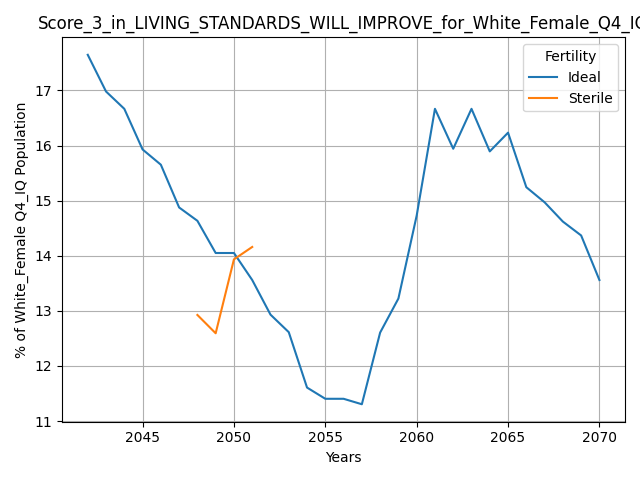 Score_3_in_LIVING_STANDARDS_WILL_IMPROVE_for_White_Female_Q4_IQ
Fertility
Ideal
Sterile
% of White_Female Q4_IQ Population
17
16
15
14
13
12
11
2045
2050
2055
2060
2065
2070
Years